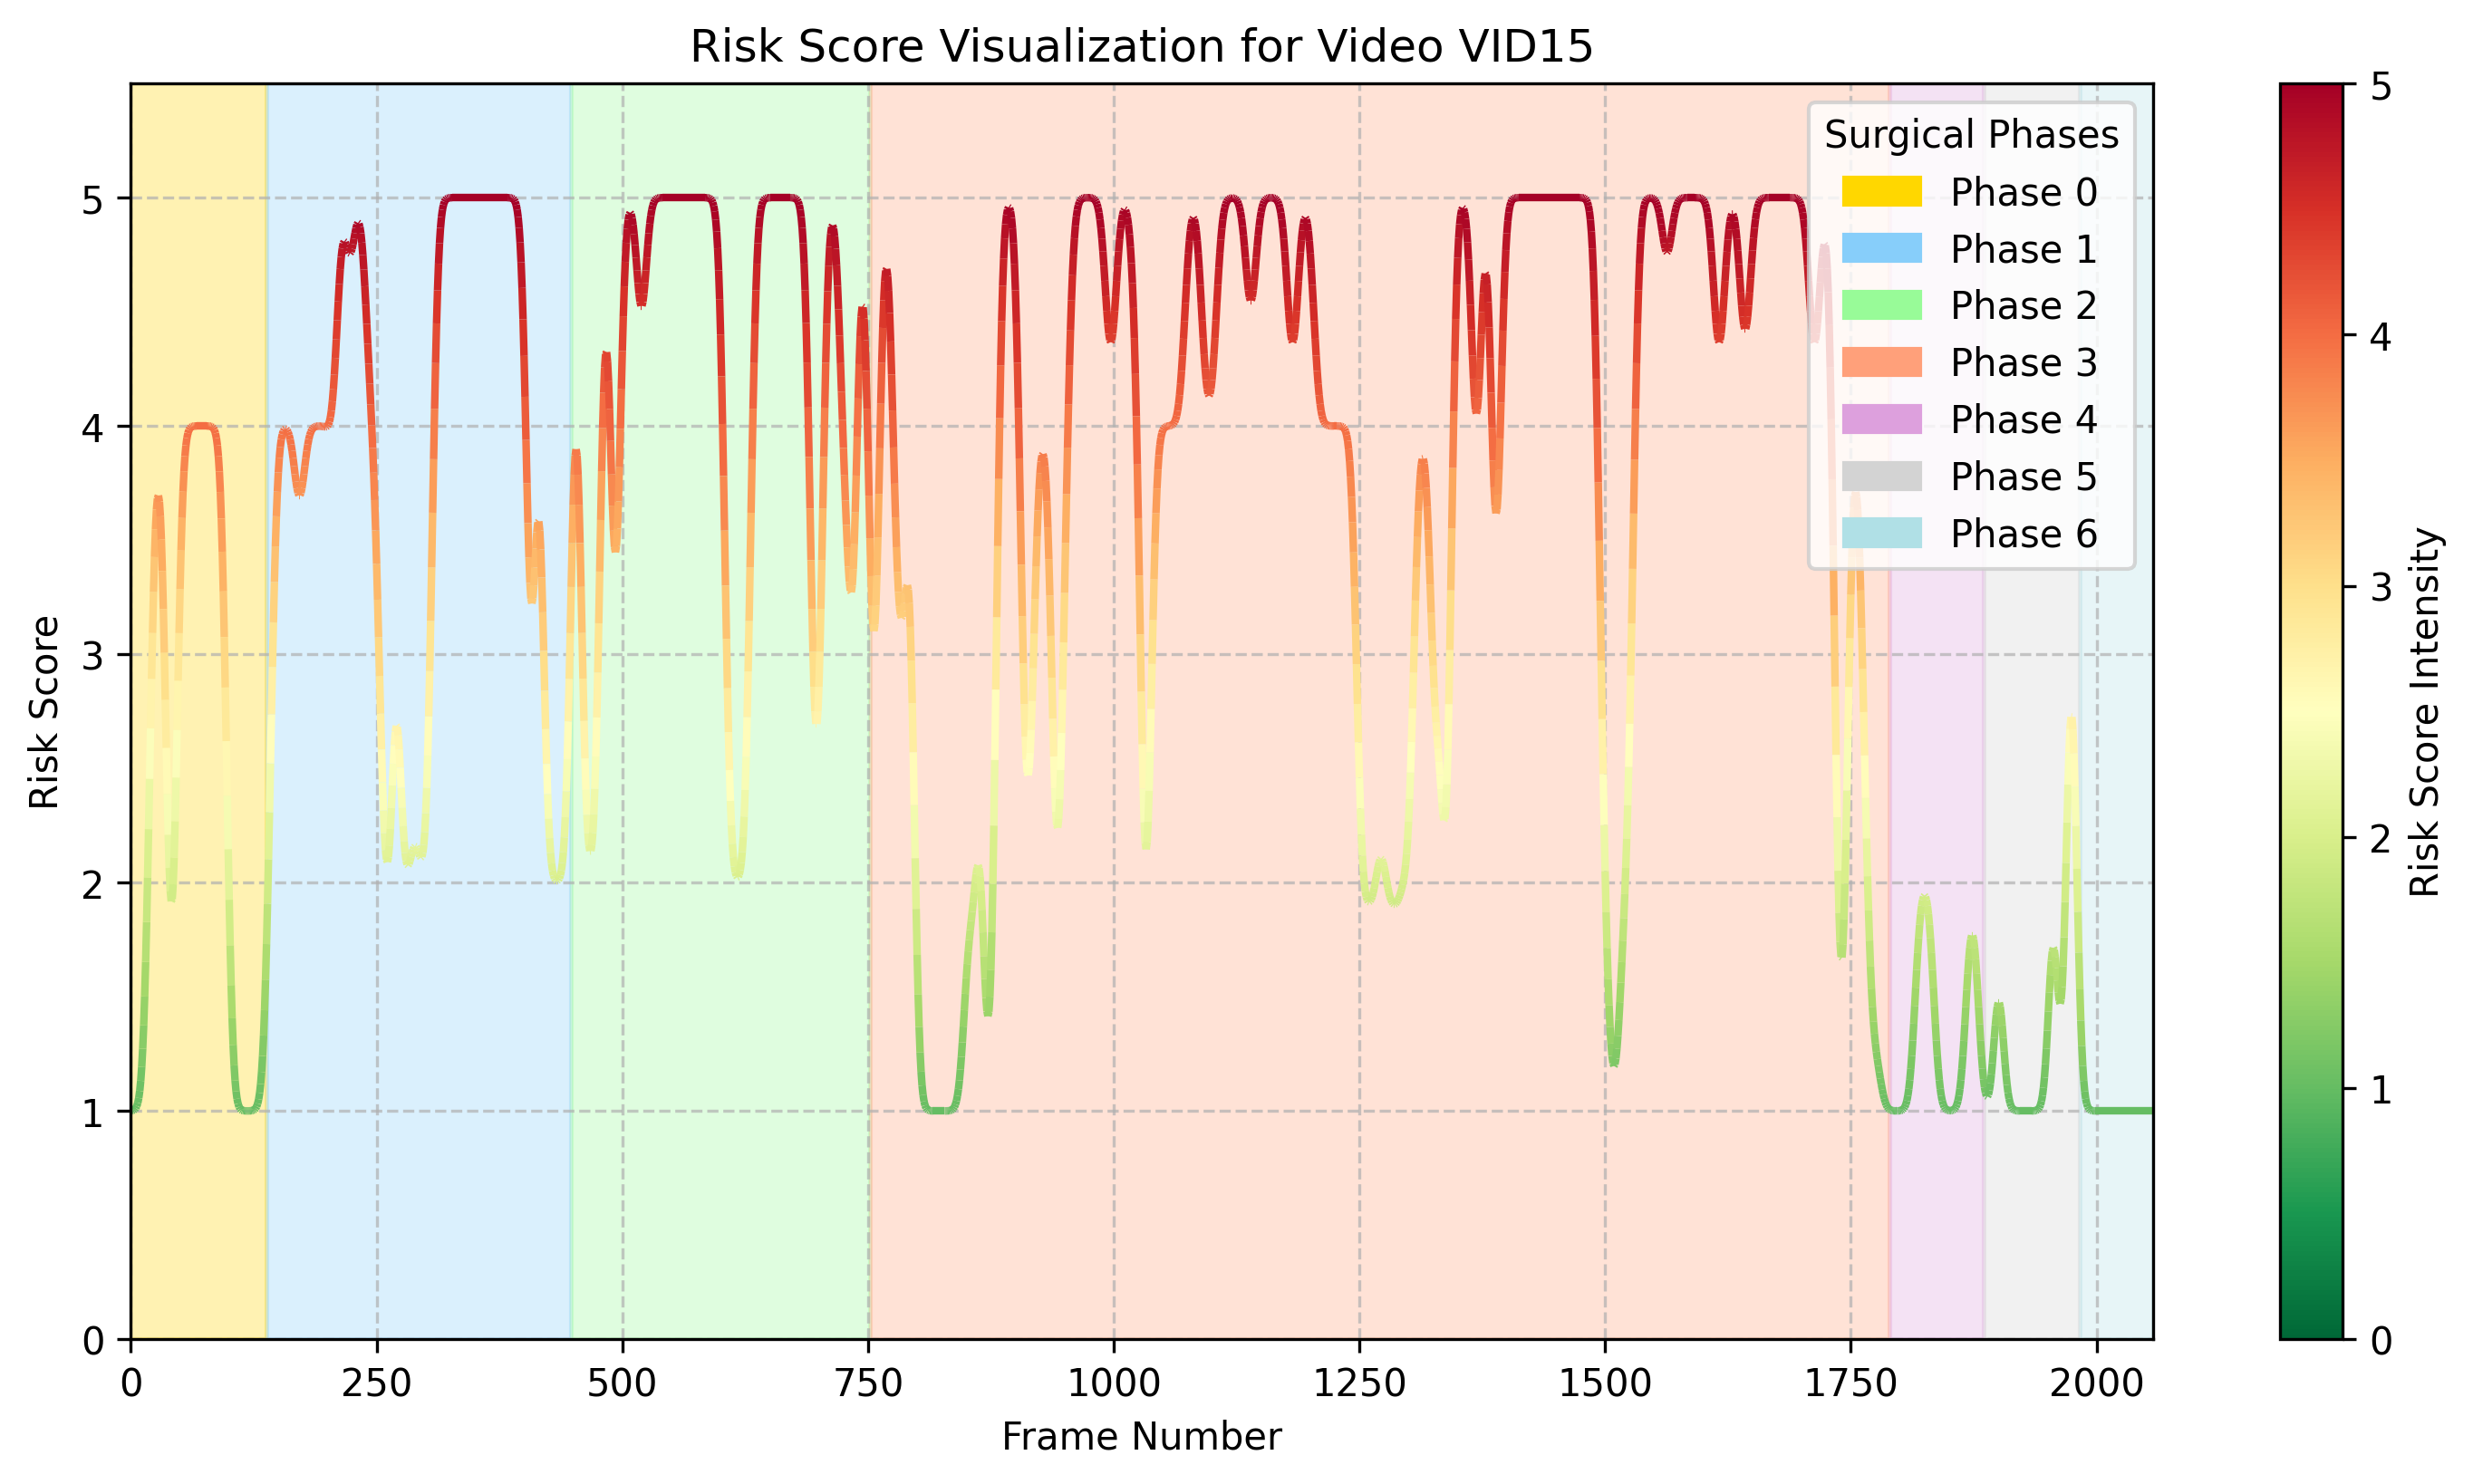 Risk Score Visualization for Video VID15
Risk Score
5
4
3
2
1
0
0 250 500 750 1000 1250 1500 1750 2000
Frame Number
Surgical Phases
Phase 0
Phase 1
Phase 2
Phase 3
Phase 4
Phase 5
Phase 6
5
4
3
2
1
0
Risk Score Intensity